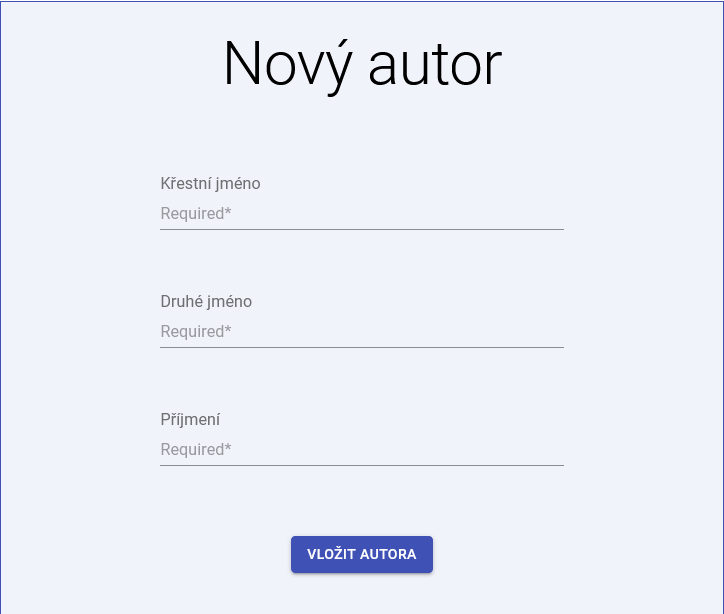 Nový autor
Křestní jméno
Required*
Druhé jméno
Required*
Příjmení
Required*
VLOŽIT AUTORA